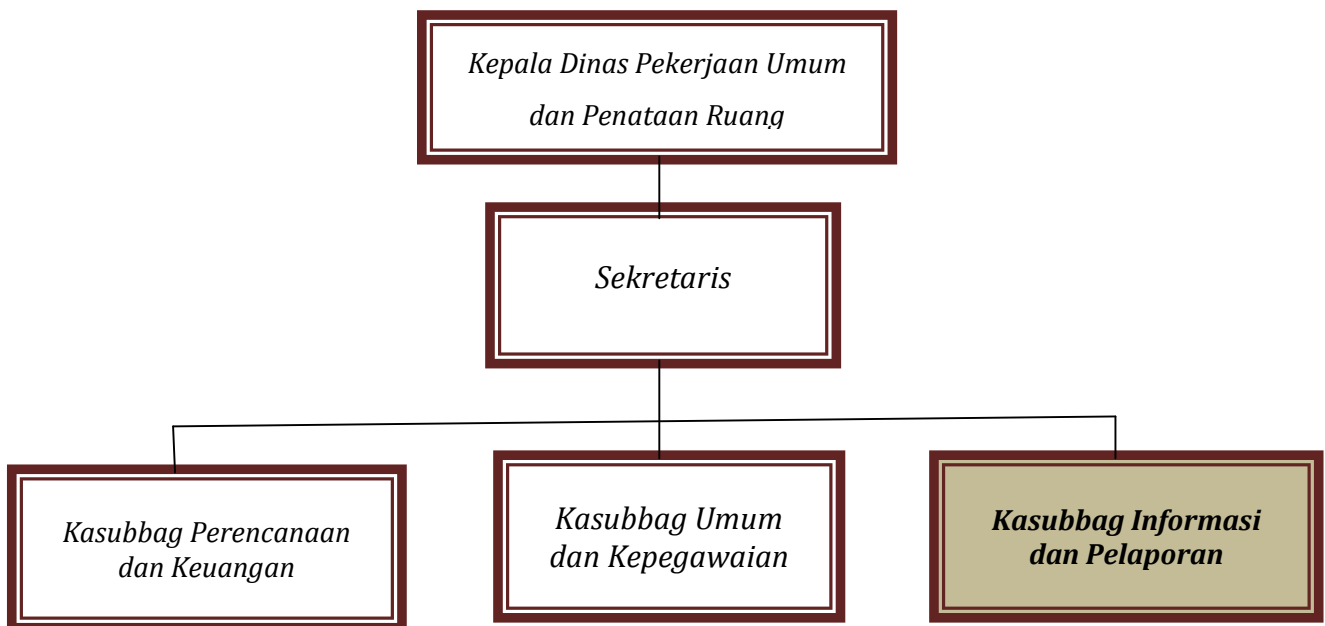 Kepala Dinas Pekerjaan Umum
dan Penataan Ruang
Sekretaris
Kasubbag Perencanaan
dan Keuangan
Kasubbag Umum
dan Kepegawaian
Kasubbag Informasi
dan Pelaporan